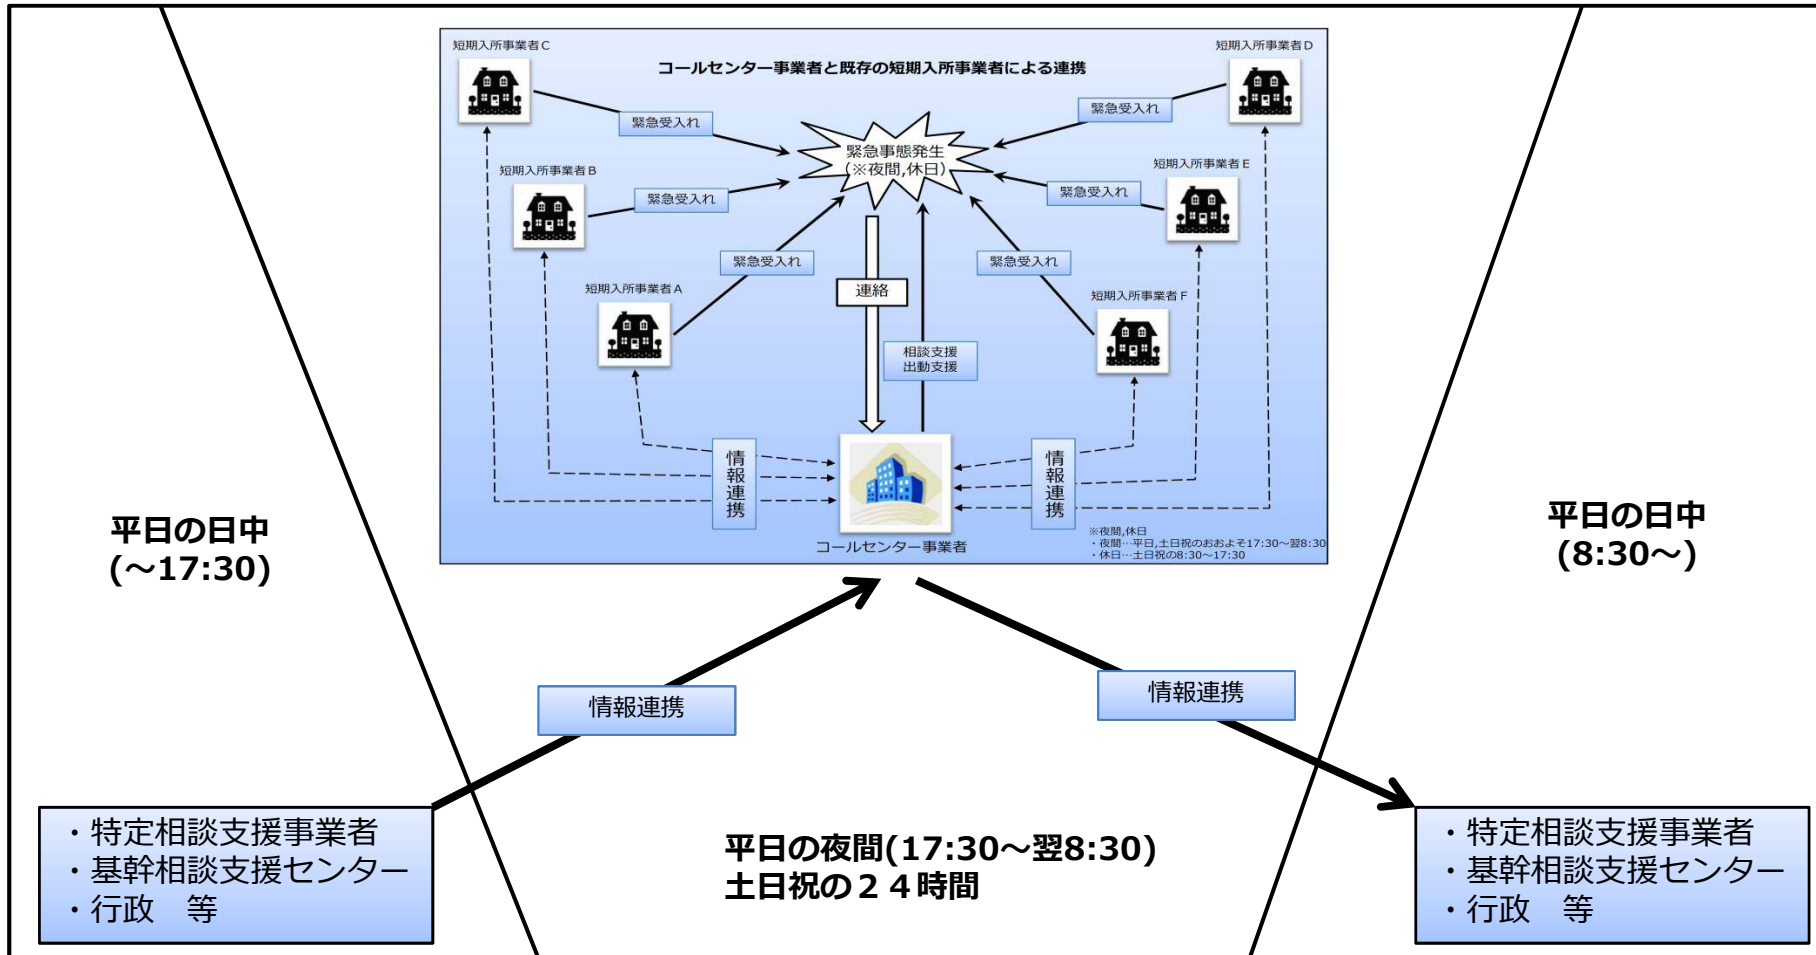 短期入所事業者C
短期入所事業者D
コールセンター事業者と既存の短期入所事業者による連携
緊急受入れ
緊急受入れ
緊急事態発生
(※夜間,休日)
短期入所事業者B
短期入所事業者E
緊急受入れ
緊急受入れ
緊急受入れ
緊急受入れ
短期入所事業者A
連絡
短期入所事業者F
相談支援
出動支援
情報連携
情報連携
コールセンター事業者
※夜間,休日
・夜間…平日,土日祝のおおよそ17:30～翌8:30
・休日…土日祝の8:30～17:30
平日の日中
(～17:30)
平日の日中
(8:30～)
情報連携
情報連携
・特定相談支援事業者
・基幹相談支援センター
・行政　等
平日の夜間(17:30～翌8:30)
土日祝の２４時間
・特定相談支援事業者
・基幹相談支援センター
・行政　等